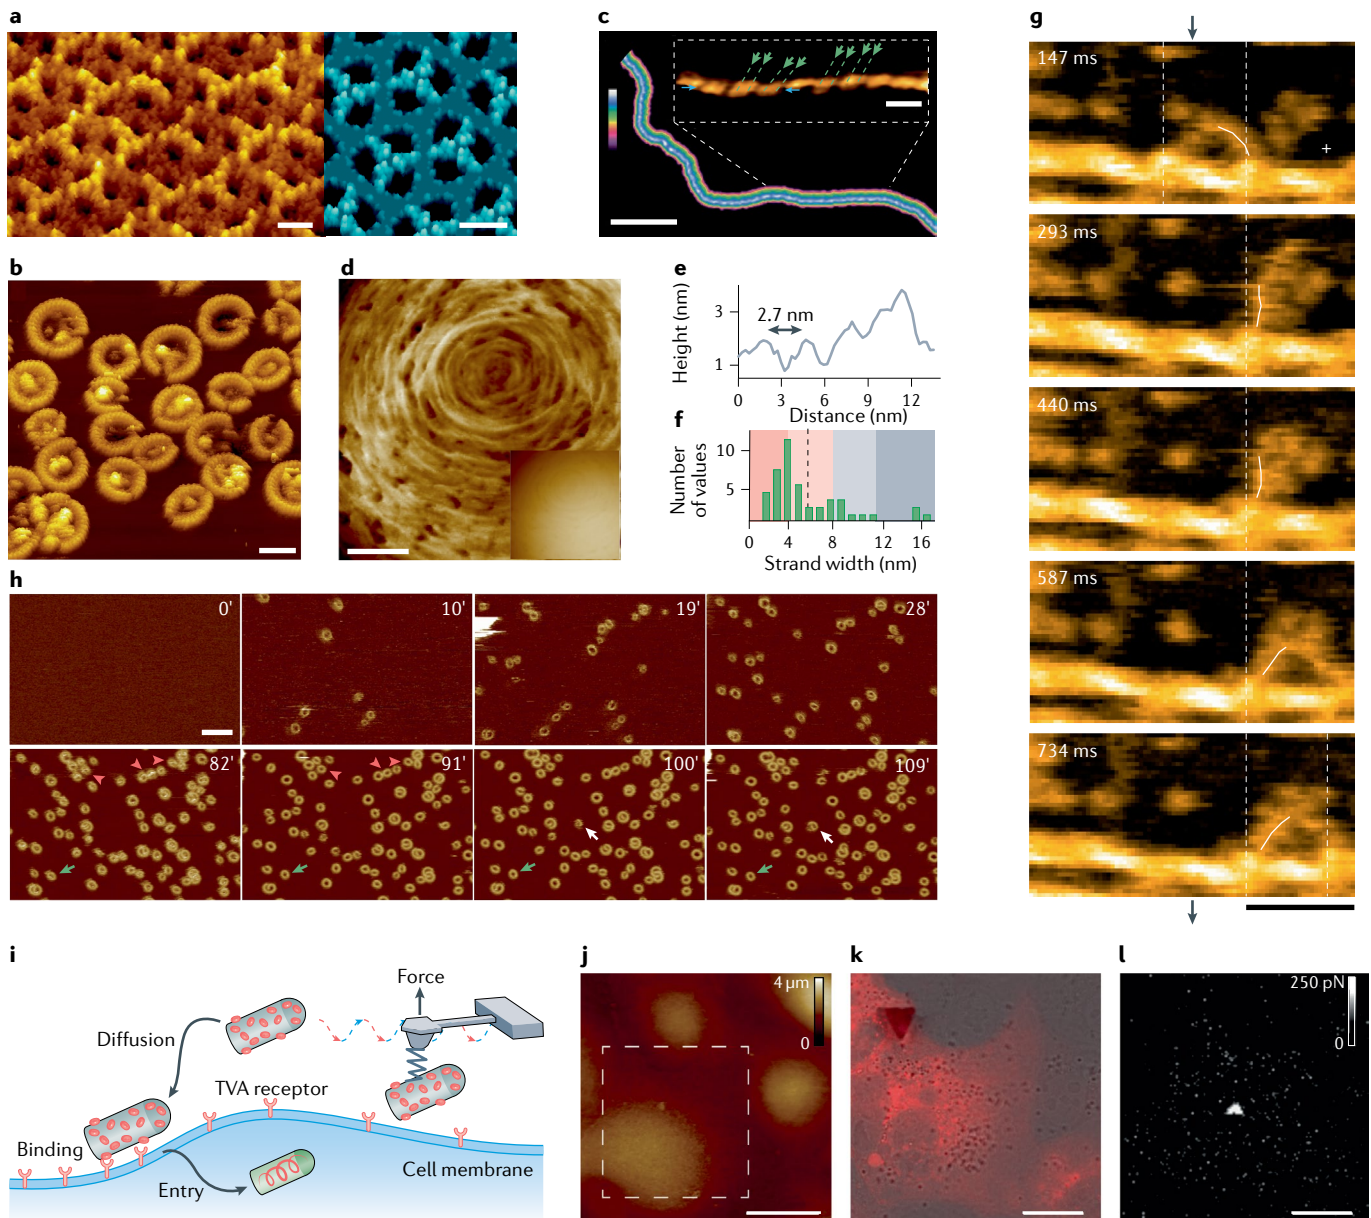 a
b
c
d
e
Height (nm)
3
1
2.7 nm
0
3
6
9
12
Distance (nm)
f
Number
of values
10
5
0
4
8
12
16
Strand width (nm)
g
147 ms
+
293 ms
440 ms
587 ms
734 ms
h
0'
10'
19'
28'
82'
91'
100'
109'
i
Force
Diffusion
TVA receptor
Binding
Entry
Cell membrane
j
4 µm
0
k
l
250 pN
0